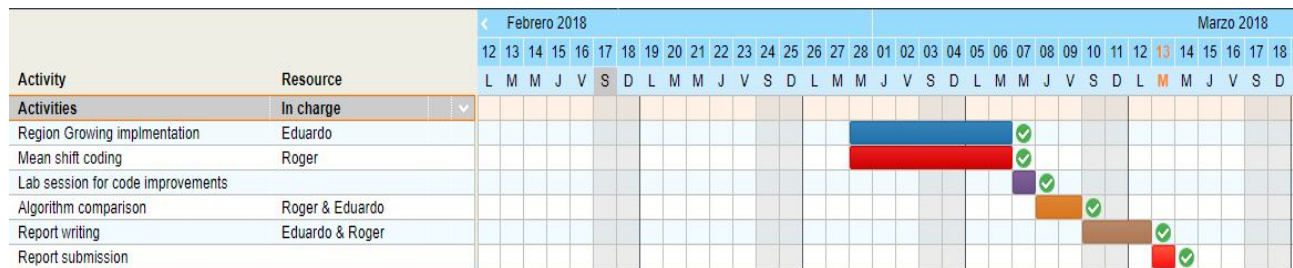 Febrero 2018 Marzo 2018
12 13 14 15 16 17 18 19 20 21 22 23 24 25 26 27 28 01 02 03 04 05 06 07 08 09 10 11 12 13 14 15 16 17 18
Activity Resource L M M J V S D L M M J V S D L M M J V S D L M M J V S D L M M J V S D
Activities In charge
Region Growing implmentation Eduardo
Mean shift coding Roger
Lab session for code improvements
Algorithm comparison Roger & Eduardo
Report writing Eduardo & Roger
Report submission